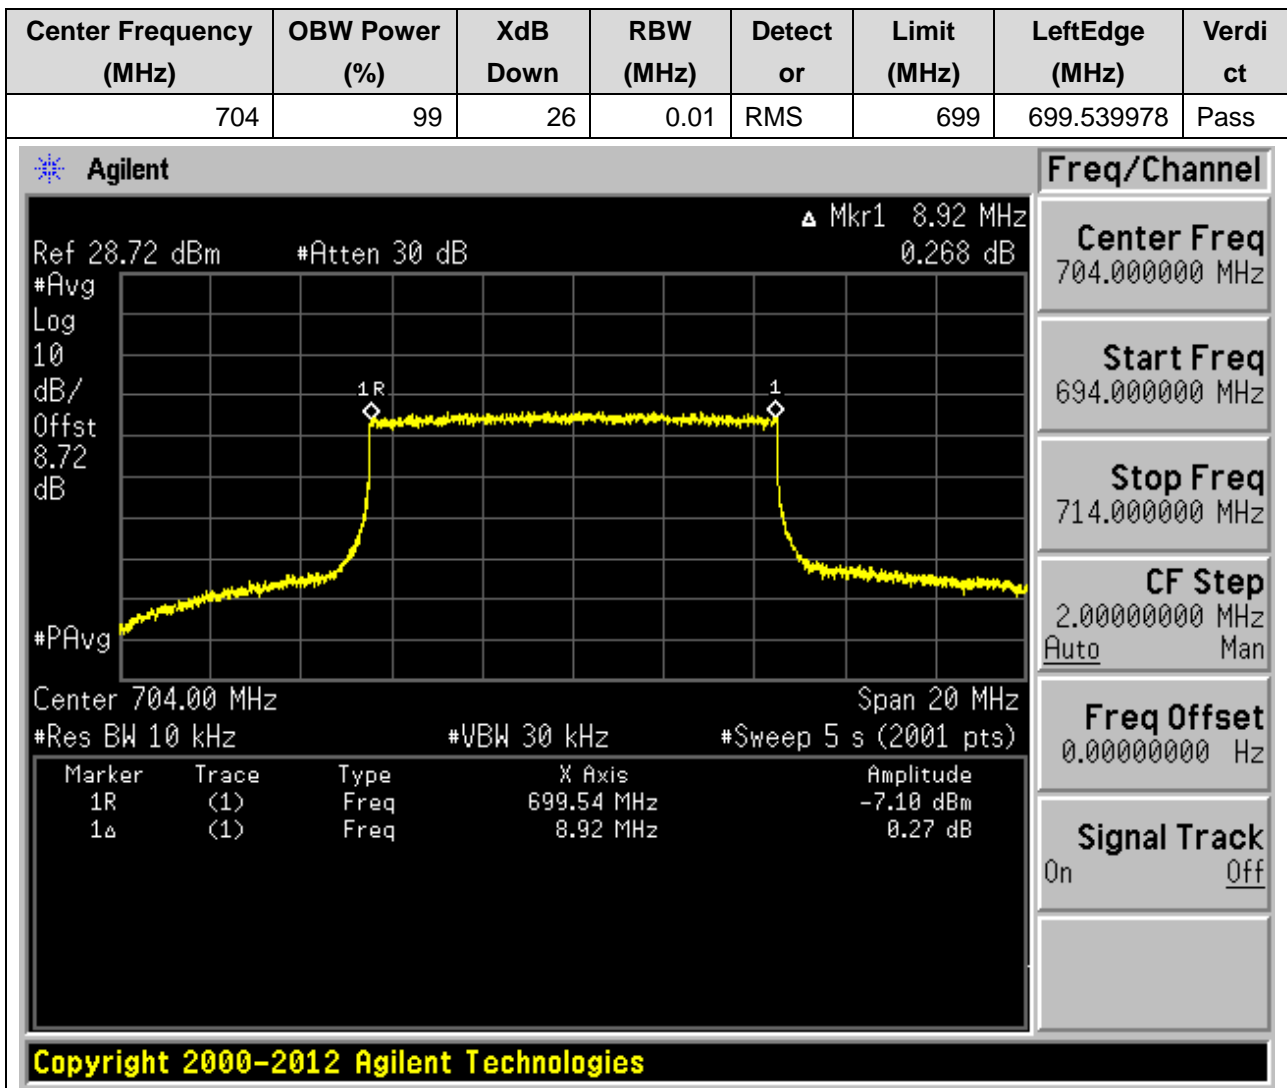 Center Frequency (MHz) OBW Power (%) XdB Down RBW (MHz) Detect or Limit (MHz) LeftEdge (MHz) Verdi ct
704 99 26 0.01 RMS 699 699.539978 Pass
Agilent
Freq/Channel
Δ Mkr1 8.92 MHz
Ref 28.72 dBm #Atten 30 dB 0.268 dB
#Avg
Log
10
dB/
Offst
8.72
dB
#PAvg
1R
1
Center 704.00 MHz Span 20 MHz
#Res BW 10 kHz #VBW 30 kHz #Sweep 5 s (2001 pts)
Marker Trace Type X Axis Amplitude
1R (1) Freq 699.54 MHz -7.10 dBm
1Δ (1) Freq 8.92 MHz 0.27 dB
Center Freq
704.000000 MHz
Start Freq
694.000000 MHz
Stop Freq
714.000000 MHz
CF Step
2.00000000 MHz
Auto Man
Freq Offset
0.00000000 Hz
Signal Track
On Off
Copyright 2000-2012 Agilent Technologies